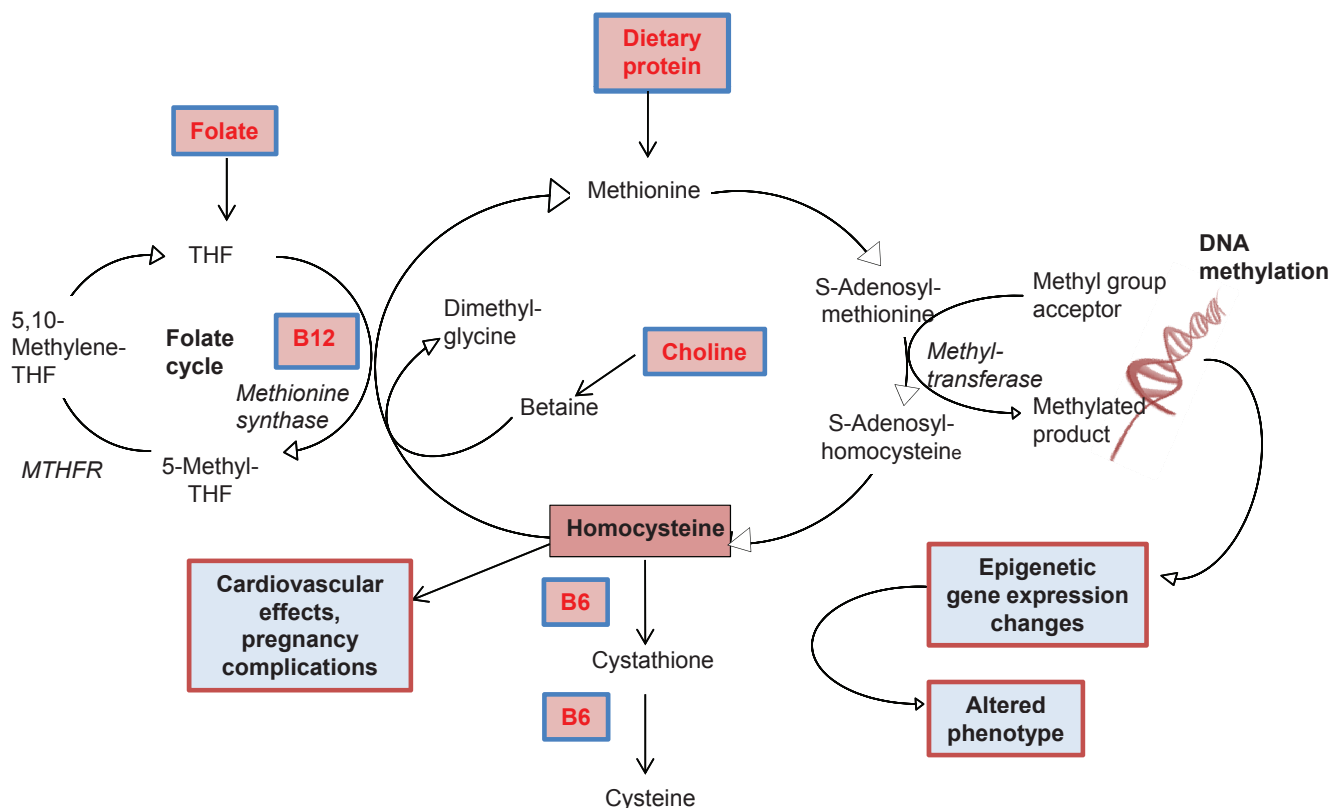 Dietary
protein
Folate
Methionine
THF
DNA
methylation
S-Adenosyl-
methionine
Methyl group
acceptor
Dimethyl-
glycine
5,10-
Methylene-
THF
Folate
cycle
B12
Choline
Methyl-
transferase
Methionine
synthase
Betaine
Methylated
product
S-Adenosyl-
homocysteine
MTHFR
5-Methyl-
THF
Homocysteine
Cardiovascular
effects,
pregnancy
complications
Epigenetic
gene expression
changes
B6
Cystathione
B6
Altered
phenotype
Cysteine